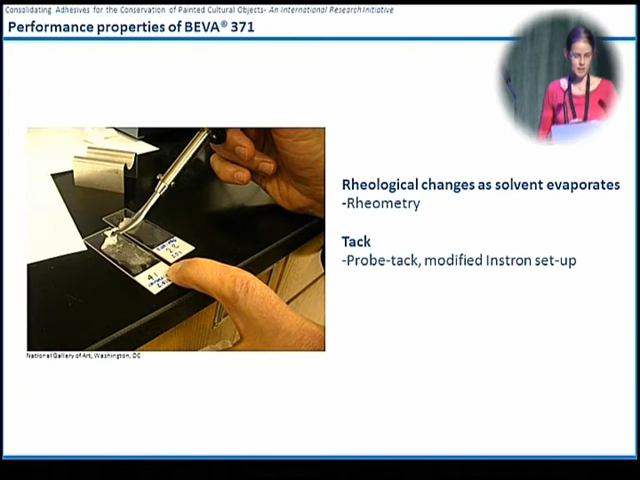 Consolidating Adhesives for the Conservation of Painted Cultural Objects- An International Research Initiative
Performance properties of BEVA® 371
Rheological changes as solvent evaporates
-Rheometry
Tack
-Probe-tack, modified Instron set-up
National Gallery of Art, Washington, DC